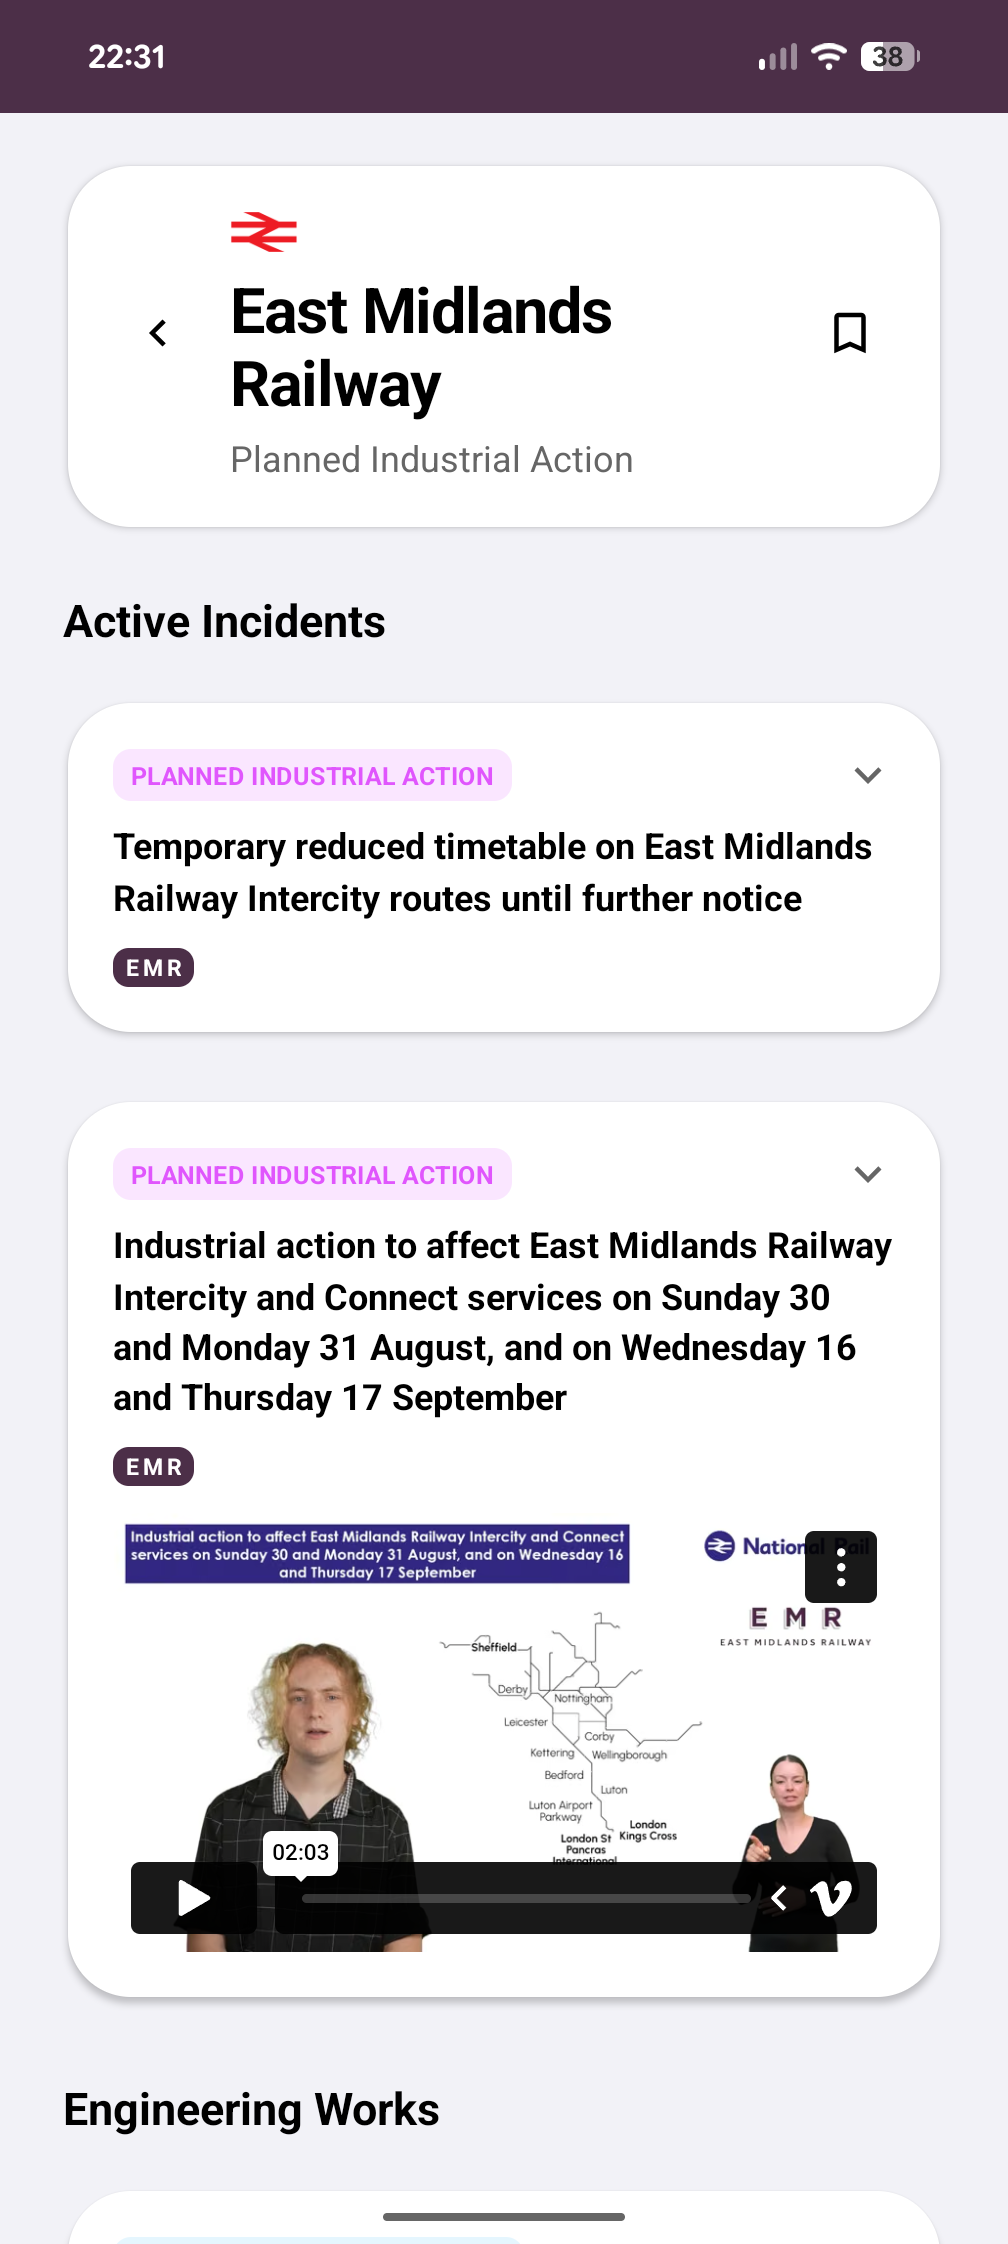 22:31
38
East Midlands
Railway
Planned Industrial Action
Active Incidents
PLANNED INDUSTRIAL ACTION
Temporary reduced timetable on East Midlands
Railway Intercity routes until further notice
EMR
PLANNED INDUSTRIAL ACTION
Industrial action to affect East Midlands Railway
Intercity and Connect services on Sunday 30
and Monday 31 August, and on Wednesday 16
and Thursday 17 September
EMR
Industrial action to affect East Midlands Railway Intercity and Connect
services on Sunday 30 and Monday 31 August, and on Wednesday 16
and Thursday 17 September
National Rail
EMR
EAST MIDLANDS RAILWAY
Sheffield
Derby
Nottingham
Leicester
Corby
Kettering
Wellingborough
Bedford
Luton
Luton Airport
Parkway
London
Kings Cross
London St
Pancras
International
02:03
Engineering Works